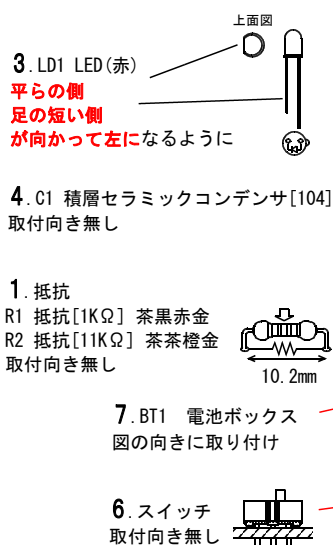 上面図
3.LD1 LED(赤)
平らの側
足の短い側
が向かって左になるように
4.C1 積層セラミックコンデンサ[104]
取付向き無し
1.抵抗
R1 抵抗[1KΩ] 茶黒赤金
R2 抵抗[11KΩ] 茶茶橙金
取付向き無し
10.2mm
7.BT1 電池ボックス
図の向きに取り付け
6.スイッチ
取付向き無し